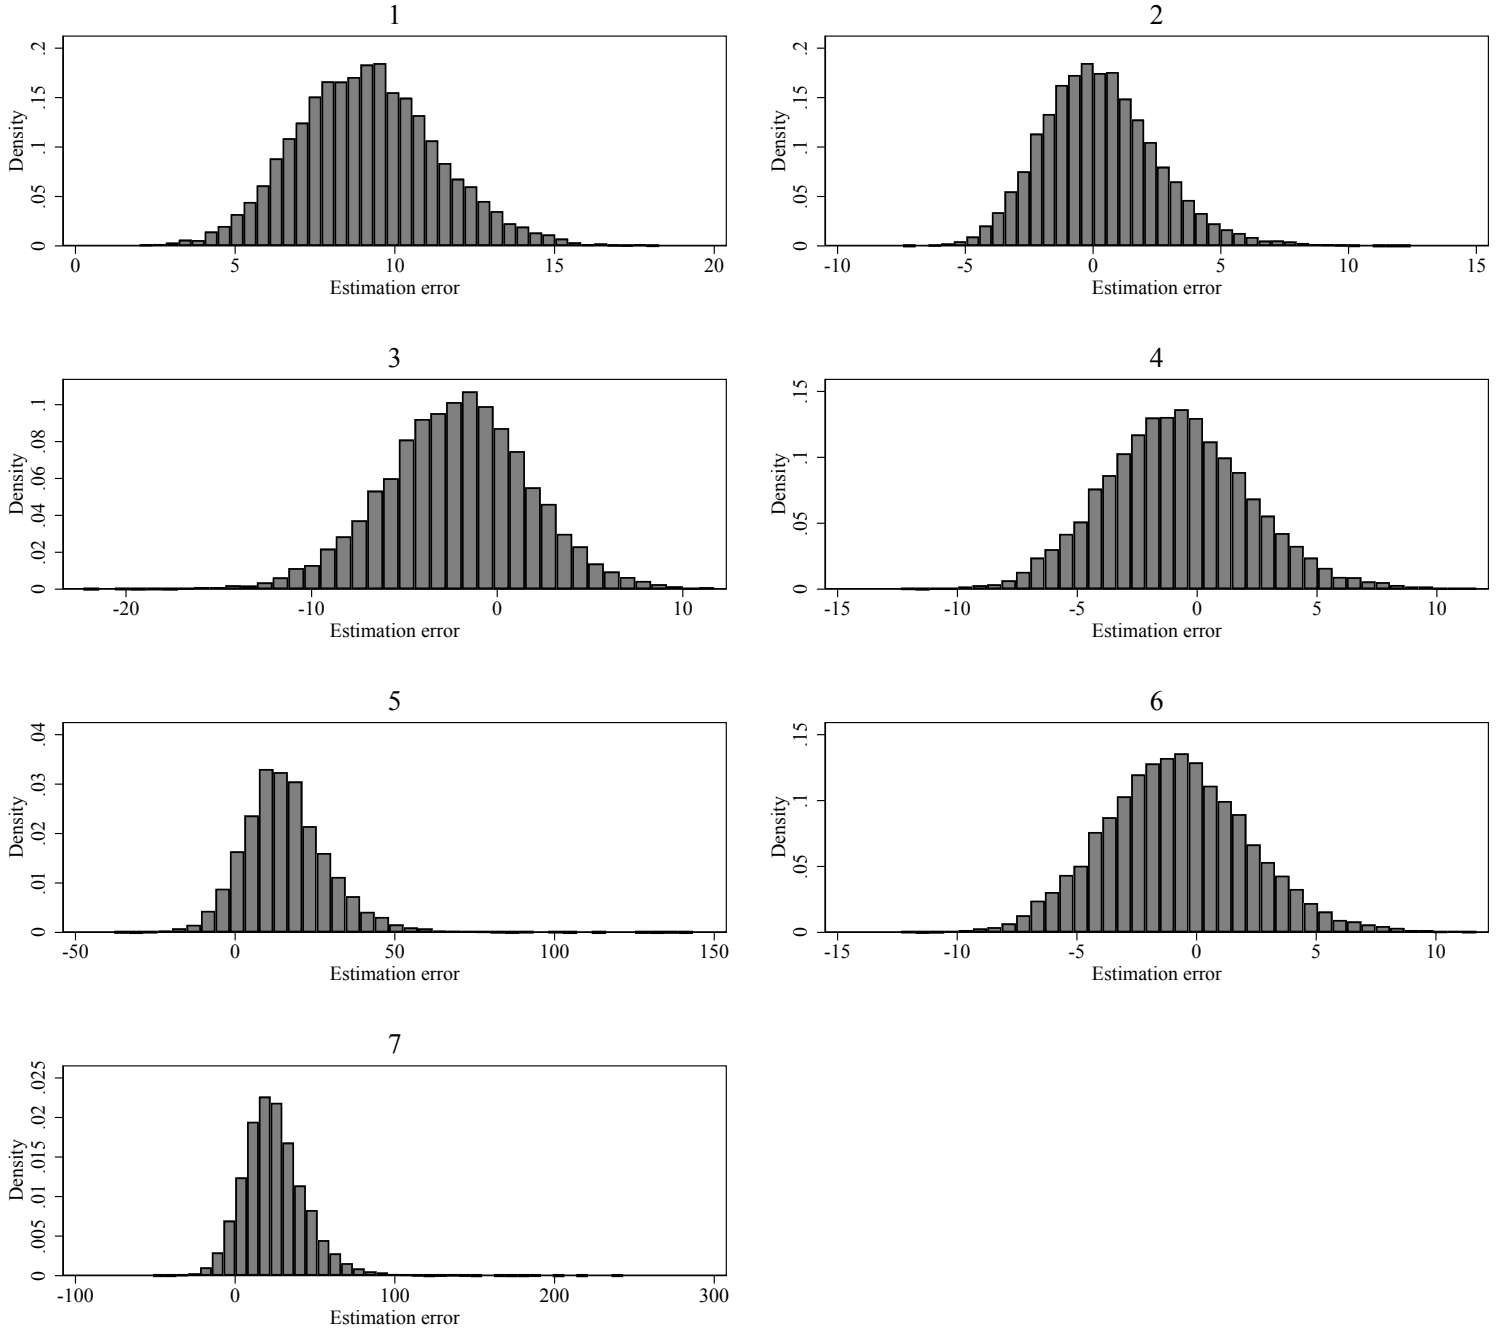 1
Density
0 .05 .1 .15 .2
0 5 10 15 20
Estimation error
2
Density
0 .05 .1 .15 .2
-10 -5 0 5 10 15
Estimation error
3
Density
0 .02 .04 .06 .08 .1
-20 -10 0 10
Estimation error
4
Density
0 .05 .1 .15
-15 -10 -5 0 5 10
Estimation error
5
Density
0 .01 .02 .03 .04
-50 0 50 100 150
Estimation error
6
Density
0 .05 .1 .15
-15 -10 -5 0 5 10
Estimation error
7
Density
0 .005 .01 .015 .02 .025
-100 0 100 200 300
Estimation error